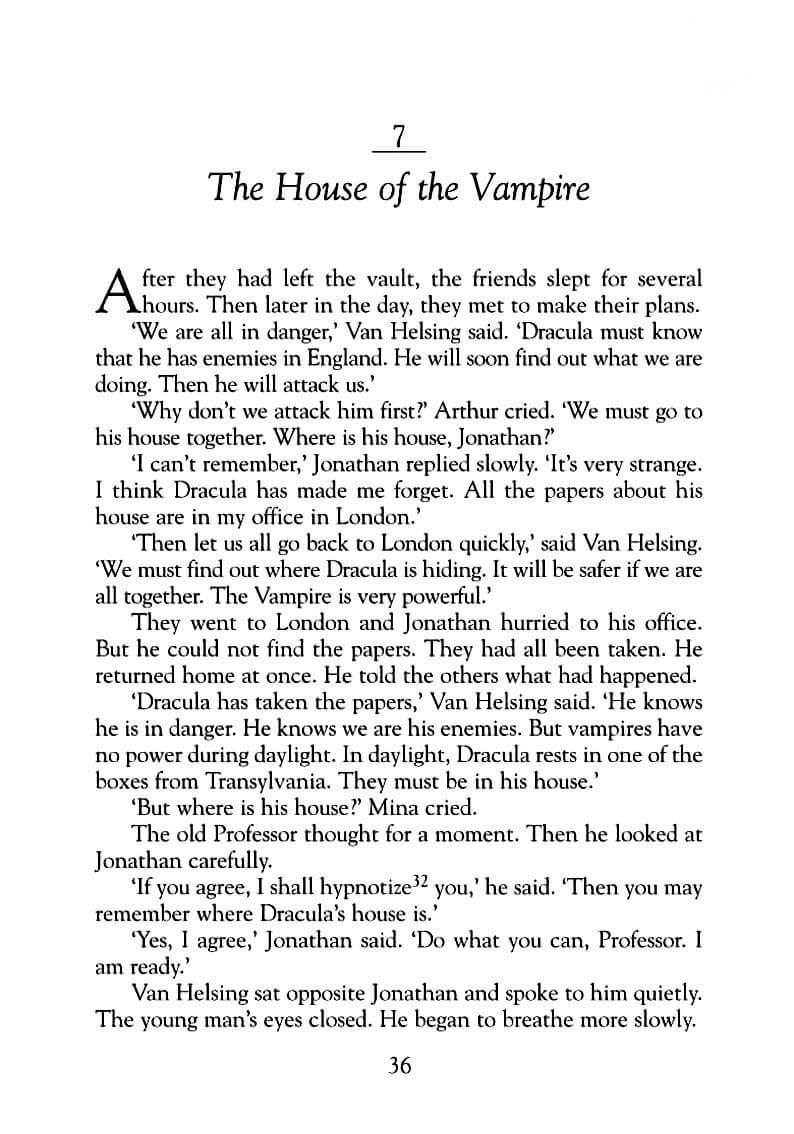 7
The House of the Vampire
After they had left the vault, the friends slept for several
hours. Then later in the day, they met to make their plans.
‘We are all in danger,’ Van Helsing said. ‘Dracula must know
that he has enemies in England. He will soon find out what we are
doing. Then he will attack us.’
‘Why don’t we attack him first?’ Arthur cried. ‘We must go to
his house together. Where is his house, Jonathan?’
‘I can’t remember,’ Jonathan replied slowly. ‘It’s very strange.
I think Dracula has made me forget. All the papers about his
house are in my office in London.’
‘Then let us all go back to London quickly,’ said Van Helsing.
‘We must find out where Dracula is hiding. It will be safer if we are
all together. The Vampire is very powerful.’
They went to London and Jonathan hurried to his office.
But he could not find the papers. They had all been taken. He
returned home at once. He told the others what had happened.
‘Dracula has taken the papers,’ Van Helsing said. ‘He knows
he is in danger. He knows we are his enemies. But vampires have
no power during daylight. In daylight, Dracula rests in one of the
boxes from Transylvania. They must be in his house.’
‘But where is his house?’ Mina cried.
The old Professor thought for a moment. Then he looked at
Jonathan carefully.
‘If you agree, I shall hypnotize³² you,’ he said. ‘Then you may
remember where Dracula’s house is.’
‘Yes, I agree,’ Jonathan said. ‘Do what you can, Professor. I
am ready.’
Van Helsing sat opposite Jonathan and spoke to him quietly.
The young man’s eyes closed. He began to breathe more slowly.
36